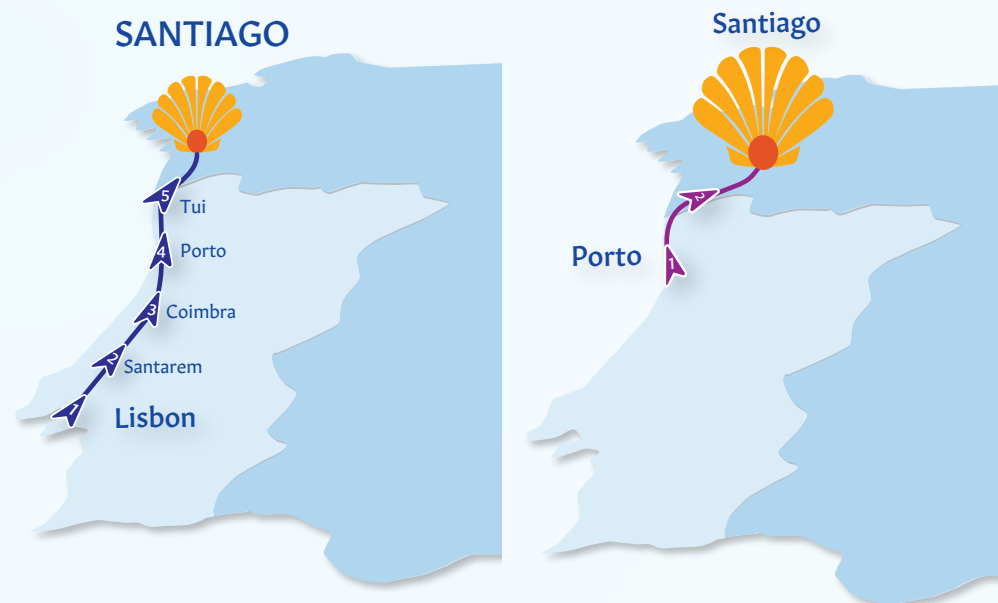 SANTIAGO
5
Tui
4
Porto
3
Coimbra
2
Santarem
1
Lisbon
Santiago
2
Porto
1